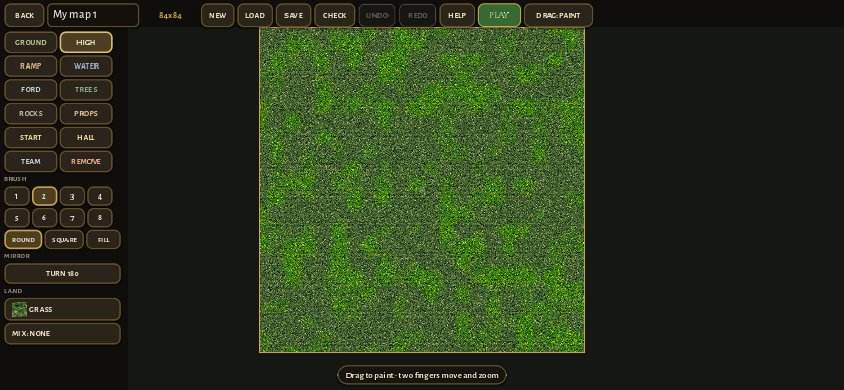 BACK My map 1 84x84 NEW LOAD SAVE CHECK UNDO REDO HELP PLAY DRAG: PAINT
GROUND HIGH
RAMP WATER
FORD TREES
ROCKS PROPS
START HALL
TEAM REMOVE
BRUSH
1 2 3 4
5 6 7 8
ROUND SQUARE FILL
MIRROR
TURN 180
LAND
GRASS
MIX: NONE
Drag to paint · two fingers move and zoom